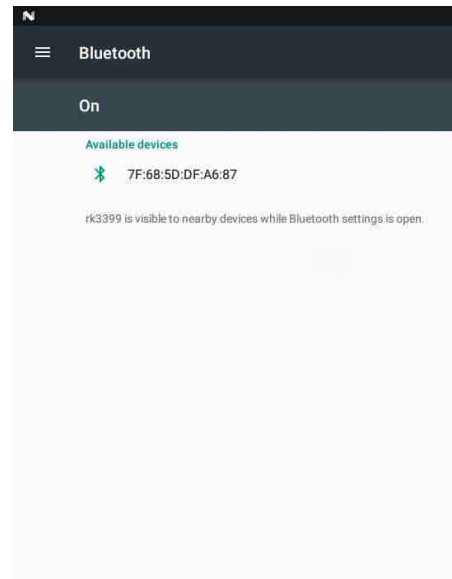 Bluetooth
On
Available devices
7F:68:5D:DF:A6:87
rk3399 is visible to nearby devices while Bluetooth settings is open.